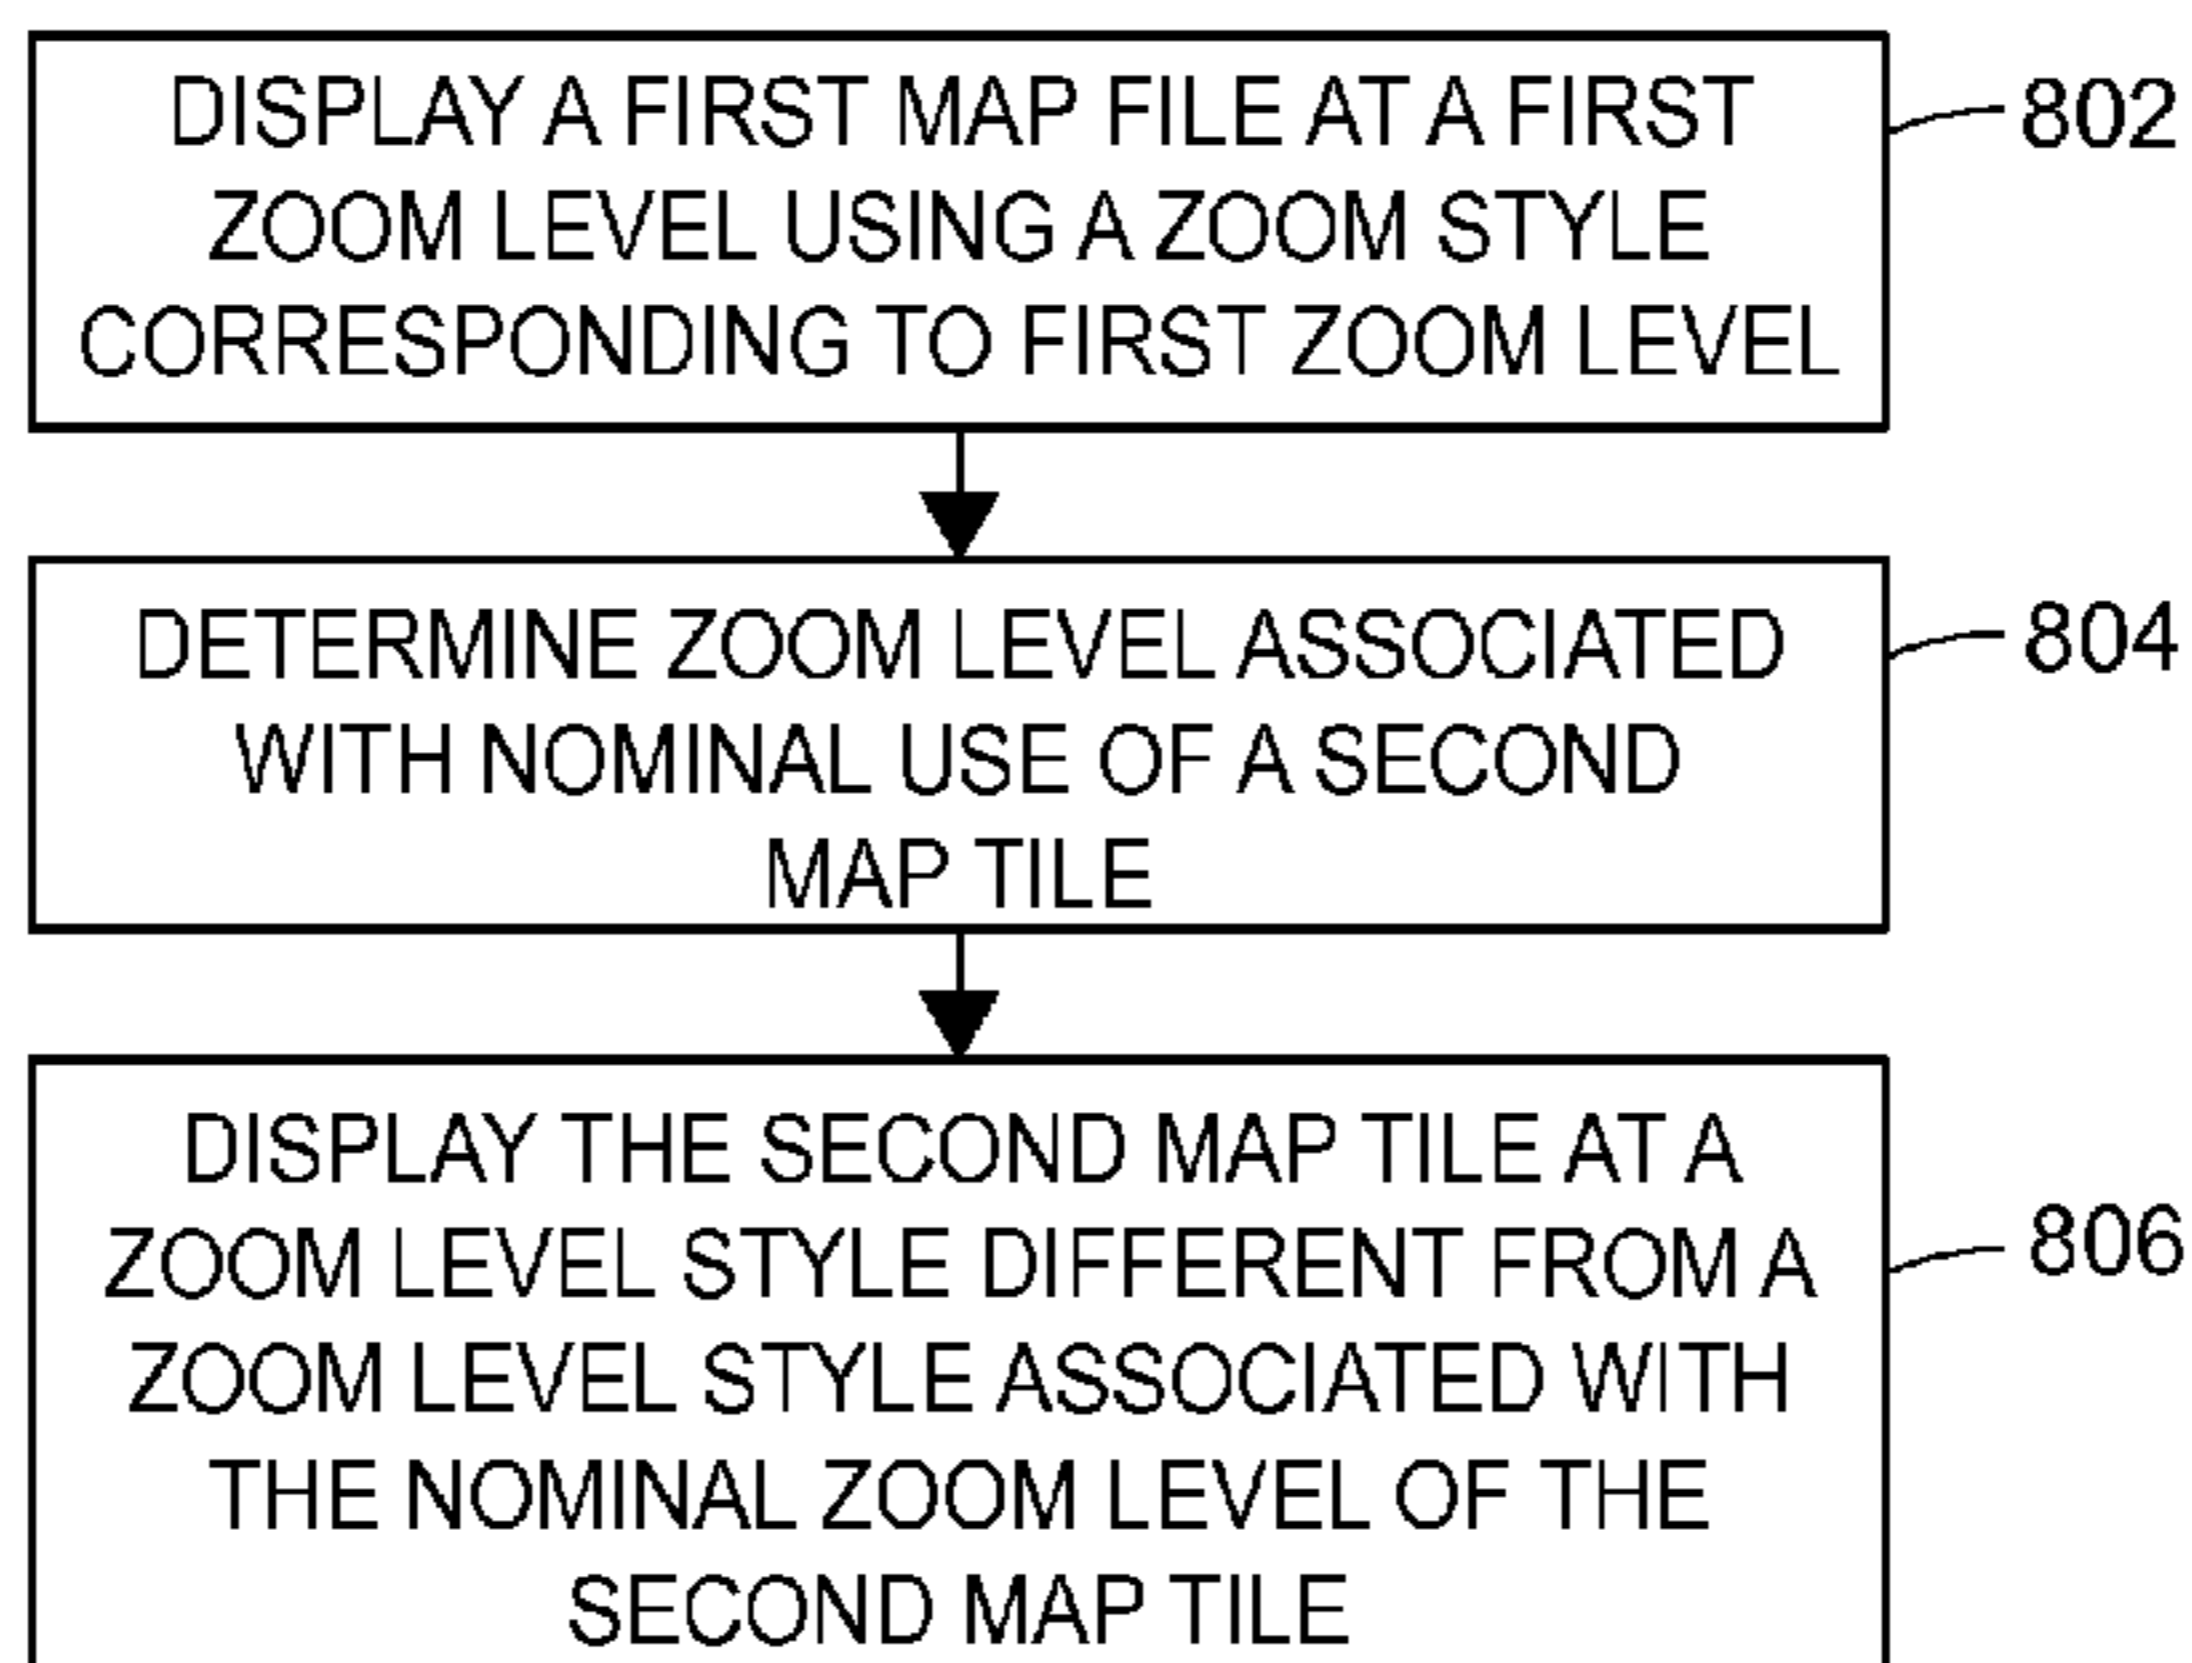 DISPLAY A FIRST MAP FILE AT A FIRST
ZOOM LEVEL USING A ZOOM STYLE
CORRESPONDING TO FIRST ZOOM LEVEL
802
DETERMINE ZOOM LEVEL ASSOCIATED
WITH NOMINAL USE OF A SECOND
MAP TILE
804
DISPLAY THE SECOND MAP TILE AT A
ZOOM LEVEL STYLE DIFFERENT FROM A
ZOOM LEVEL STYLE ASSOCIATED WITH
THE NOMINAL ZOOM LEVEL OF THE
SECOND MAP TILE
806